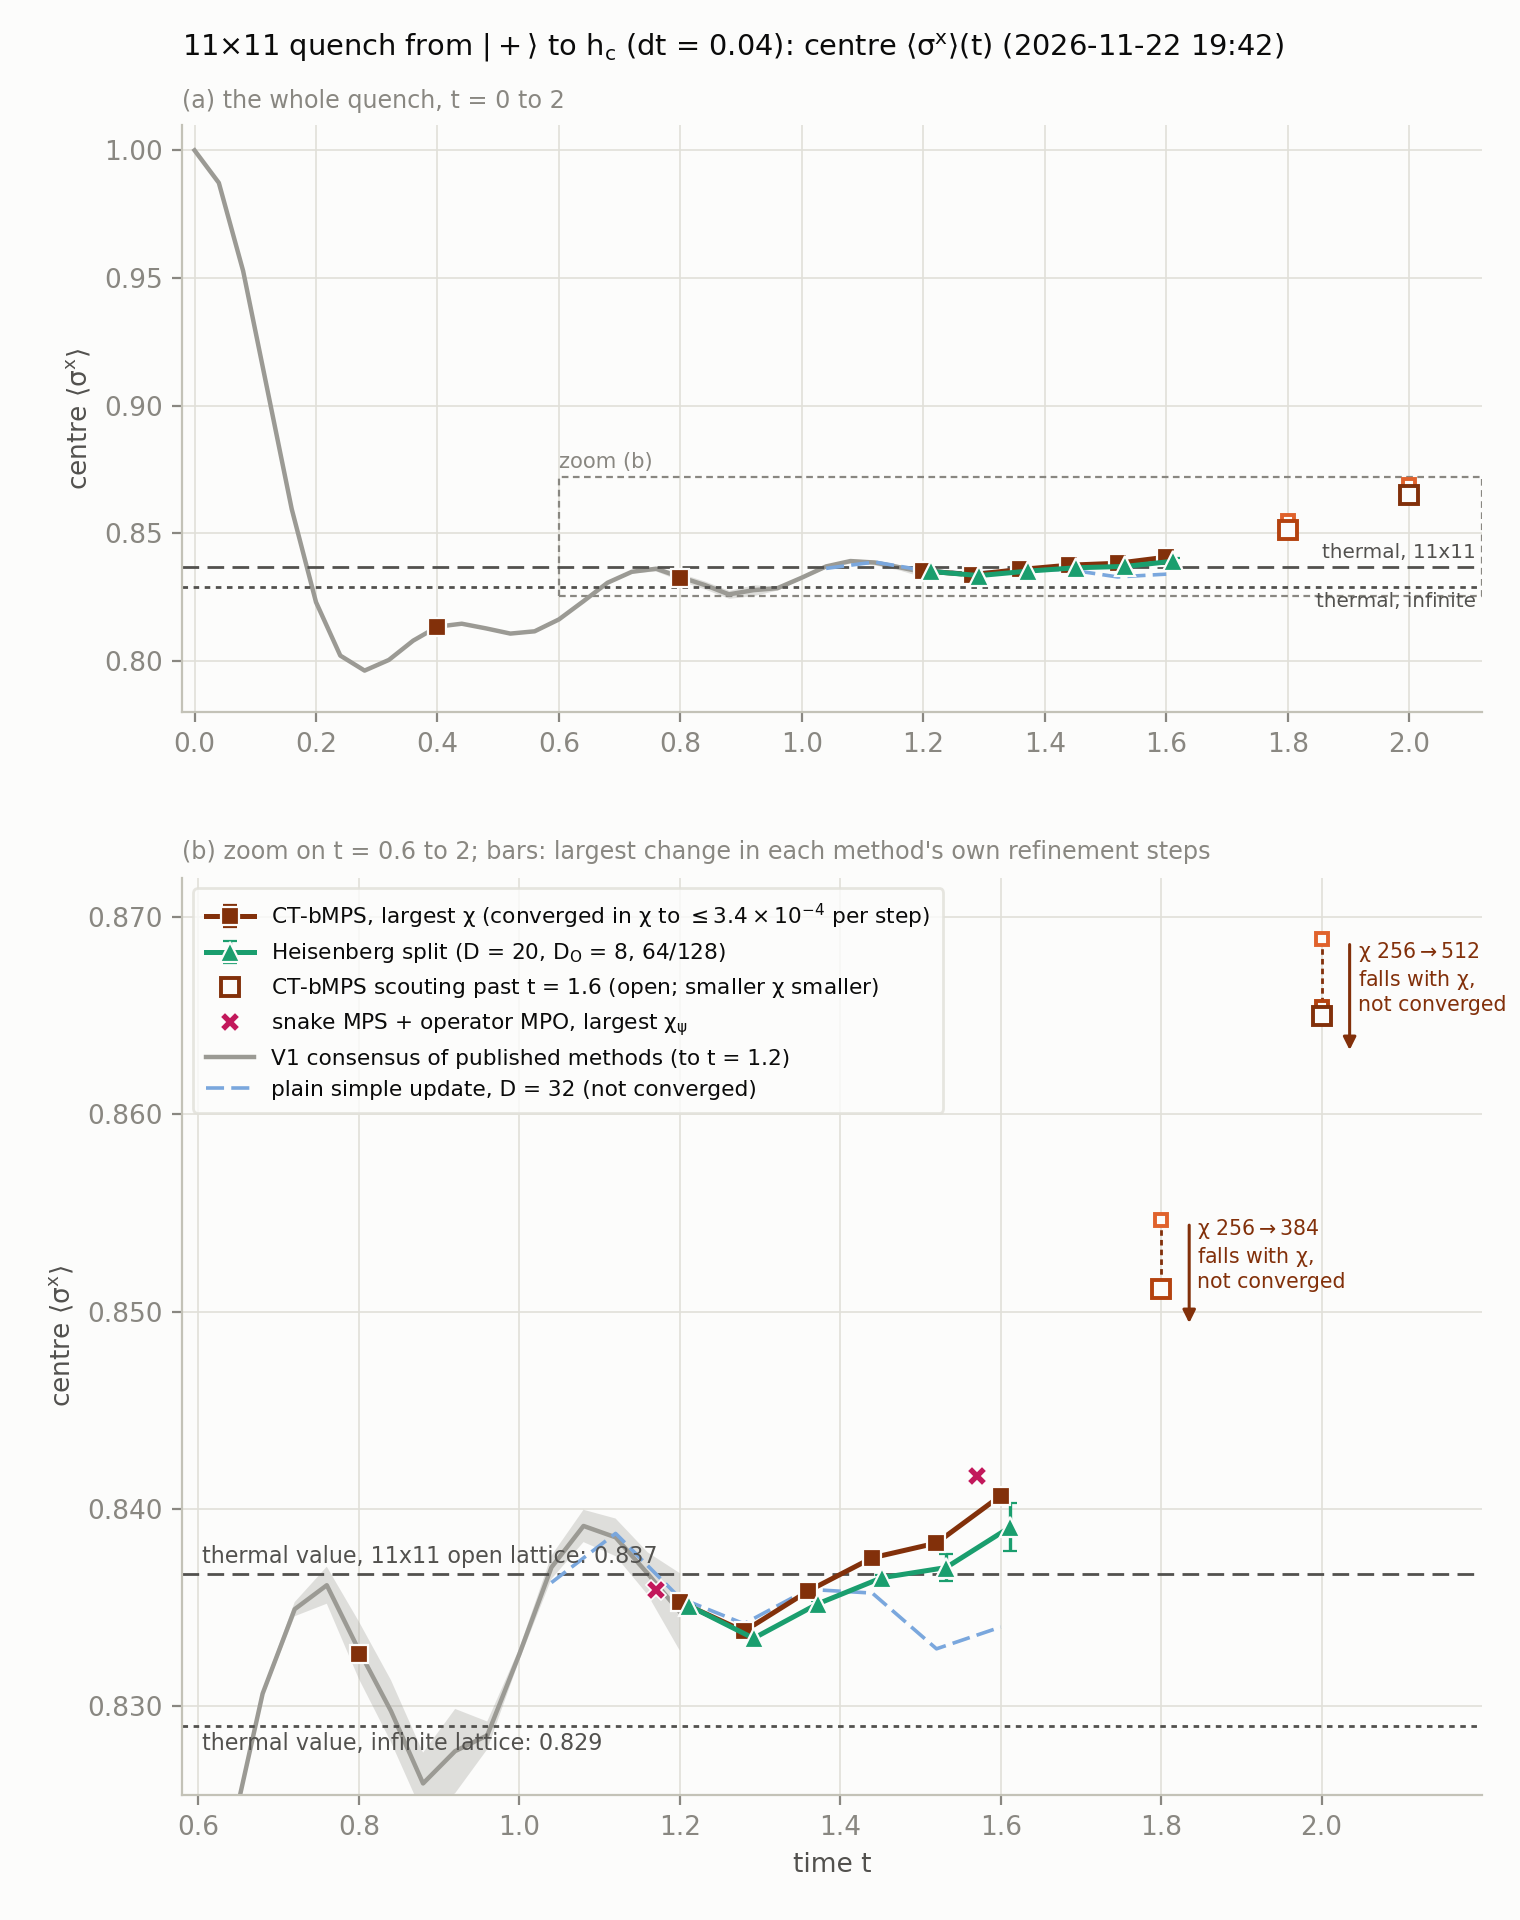 11×11 quench from |+⟩ to h_c (dt = 0.04): centre ⟨σ^x⟩(t) (2026-11-22 19:42)
(a) the whole quench, t = 0 to 2
centre ⟨σ^x⟩
1.00
0.95
0.90
0.85
0.80
zoom (b)
thermal, 11x11
thermal, infinite
0.0 0.2 0.4 0.6 0.8 1.0 1.2 1.4 1.6 1.8 2.0
(b) zoom on t = 0.6 to 2; bars: largest change in each method's own refinement steps
centre ⟨σ^x⟩
0.870
0.860
0.850
0.840
0.830
CT-bMPS, largest χ (converged in χ to ≤3.4×10^−4 per step)
Heisenberg split (D = 20, D_O = 8, 64/128)
CT-bMPS scouting past t = 1.6 (open; smaller χ smaller)
snake MPS + operator MPO, largest χ_ψ
V1 consensus of published methods (to t = 1.2)
plain simple update, D = 32 (not converged)
χ 256→512
falls with χ,
not converged
χ 256→384
falls with χ,
not converged
thermal value, 11x11 open lattice: 0.837
thermal value, infinite lattice: 0.829
0.6 0.8 1.0 1.2 1.4 1.6 1.8 2.0
time t